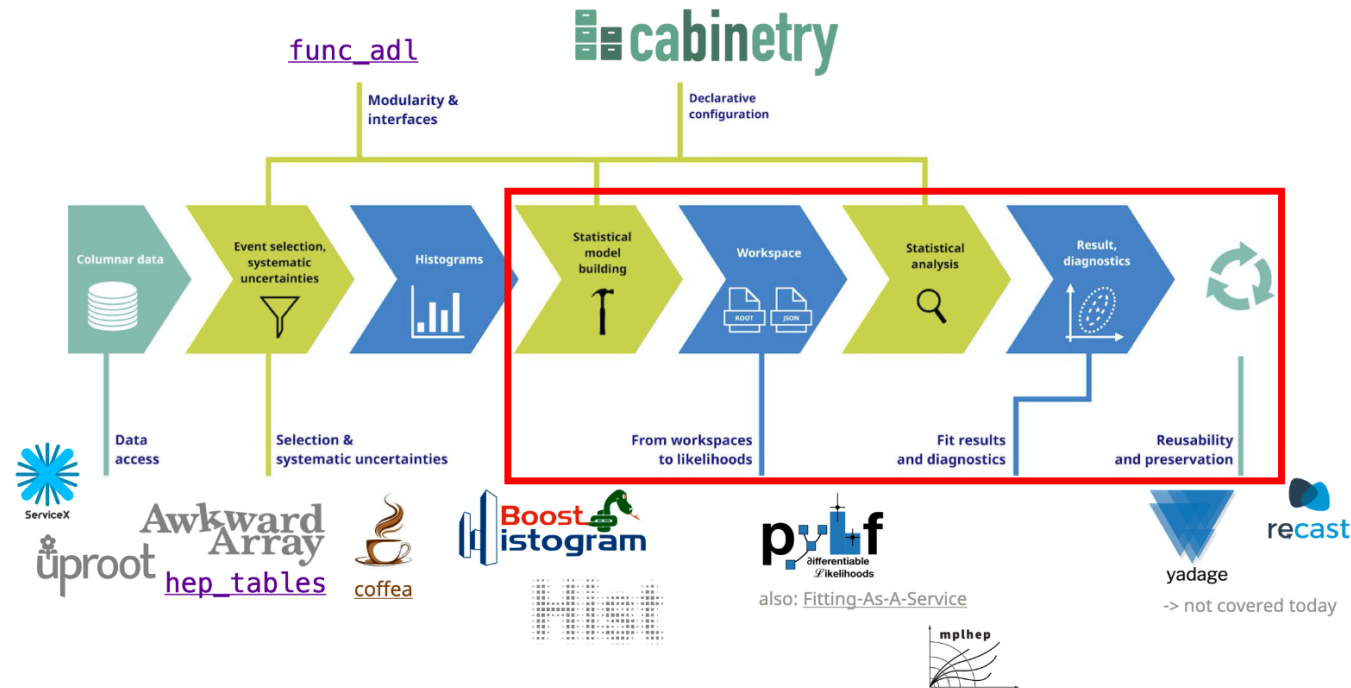 func_adl
cabinetry
Modularity &
interfaces
Declarative
configuration
Columnar data
Event selection,
systematic
uncertainties
Histograms
Statistical
model
building
Workspace
ROOT
JSON
Statistical
analysis
Result,
diagnostics
Data
access
Selection &
systematic uncertainties
From workspaces
to likelihoods
Fit results
and diagnostics
Reusability
and preservation
ServiceX
uproot
Awkward
Array
hep_tables
coffea
Boost
Histogram
Hist
pyhf
differentiable
Likelihoods
also: Fitting-As-A-Service
mplhep
yadage
recast
-> not covered today